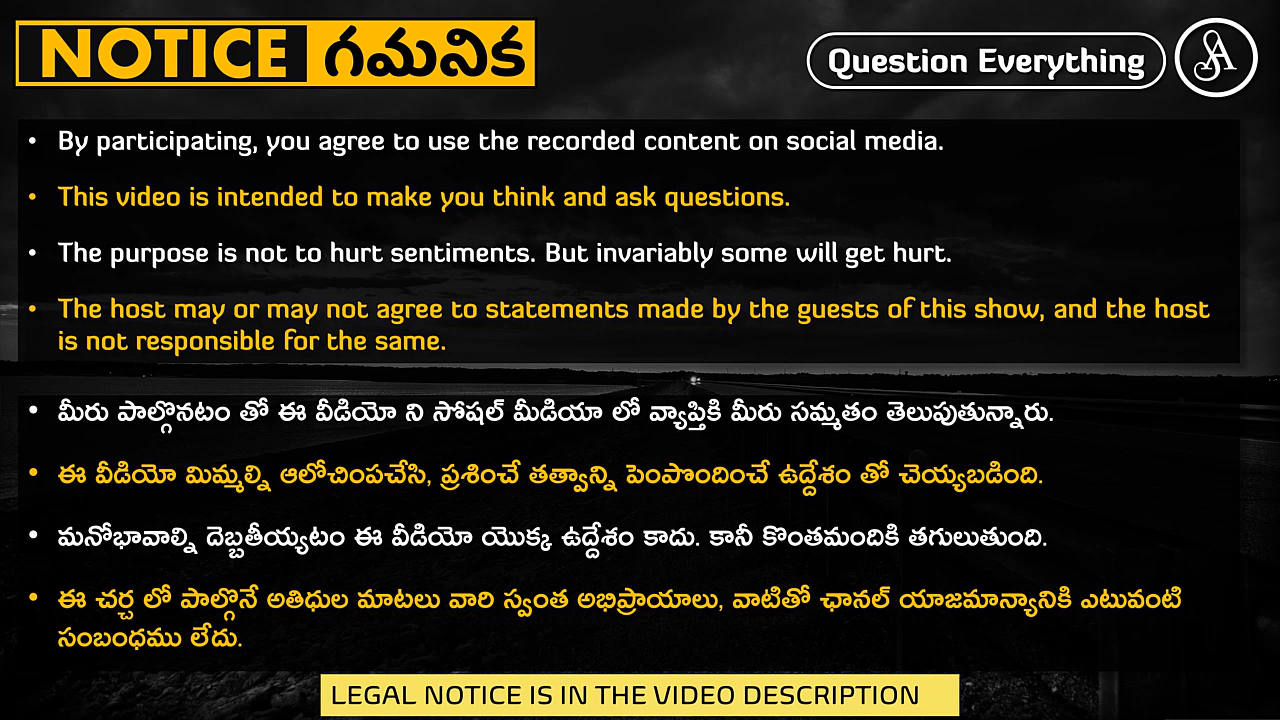 NOTICE గమనిక
Question Everything
• By participating, you agree to use the recorded content on social media.
• This video is intended to make you think and ask questions.
• The purpose is not to hurt sentiments. But invariably some will get hurt.
• The host may or may not agree to statements made by the guests of this show, and the host
is not responsible for the same.
• మీరు పాల్గొనటం తో ఈ వీడియో ని సోషల్ మీడియా లో వ్యాప్తికి మీరు సమ్మతం తెలుపుతున్నారు.
• ఈ వీడియో మిమ్మల్ని ఆలోచింపచేసి, ప్రశించే తత్వాన్ని పెంపొందించే ఉద్దేశం తో చెయ్యబడింది.
• మనోభావాల్ని దెబ్బతీయ్యటం ఈ వీడియో యొక్క ఉద్దేశం కాదు. కానీ కొంతమందికి తగులుతుంది.
• ఈ చర్చ లో పాల్గొనే అతిధుల మాటలు వారి స్వంత అభిప్రాయాలు, వాటితో ఛానల్ యాజమాన్యానికి ఎటువంటి
సంబంధము లేదు.
LEGAL NOTICE IS IN THE VIDEO DESCRIPTION